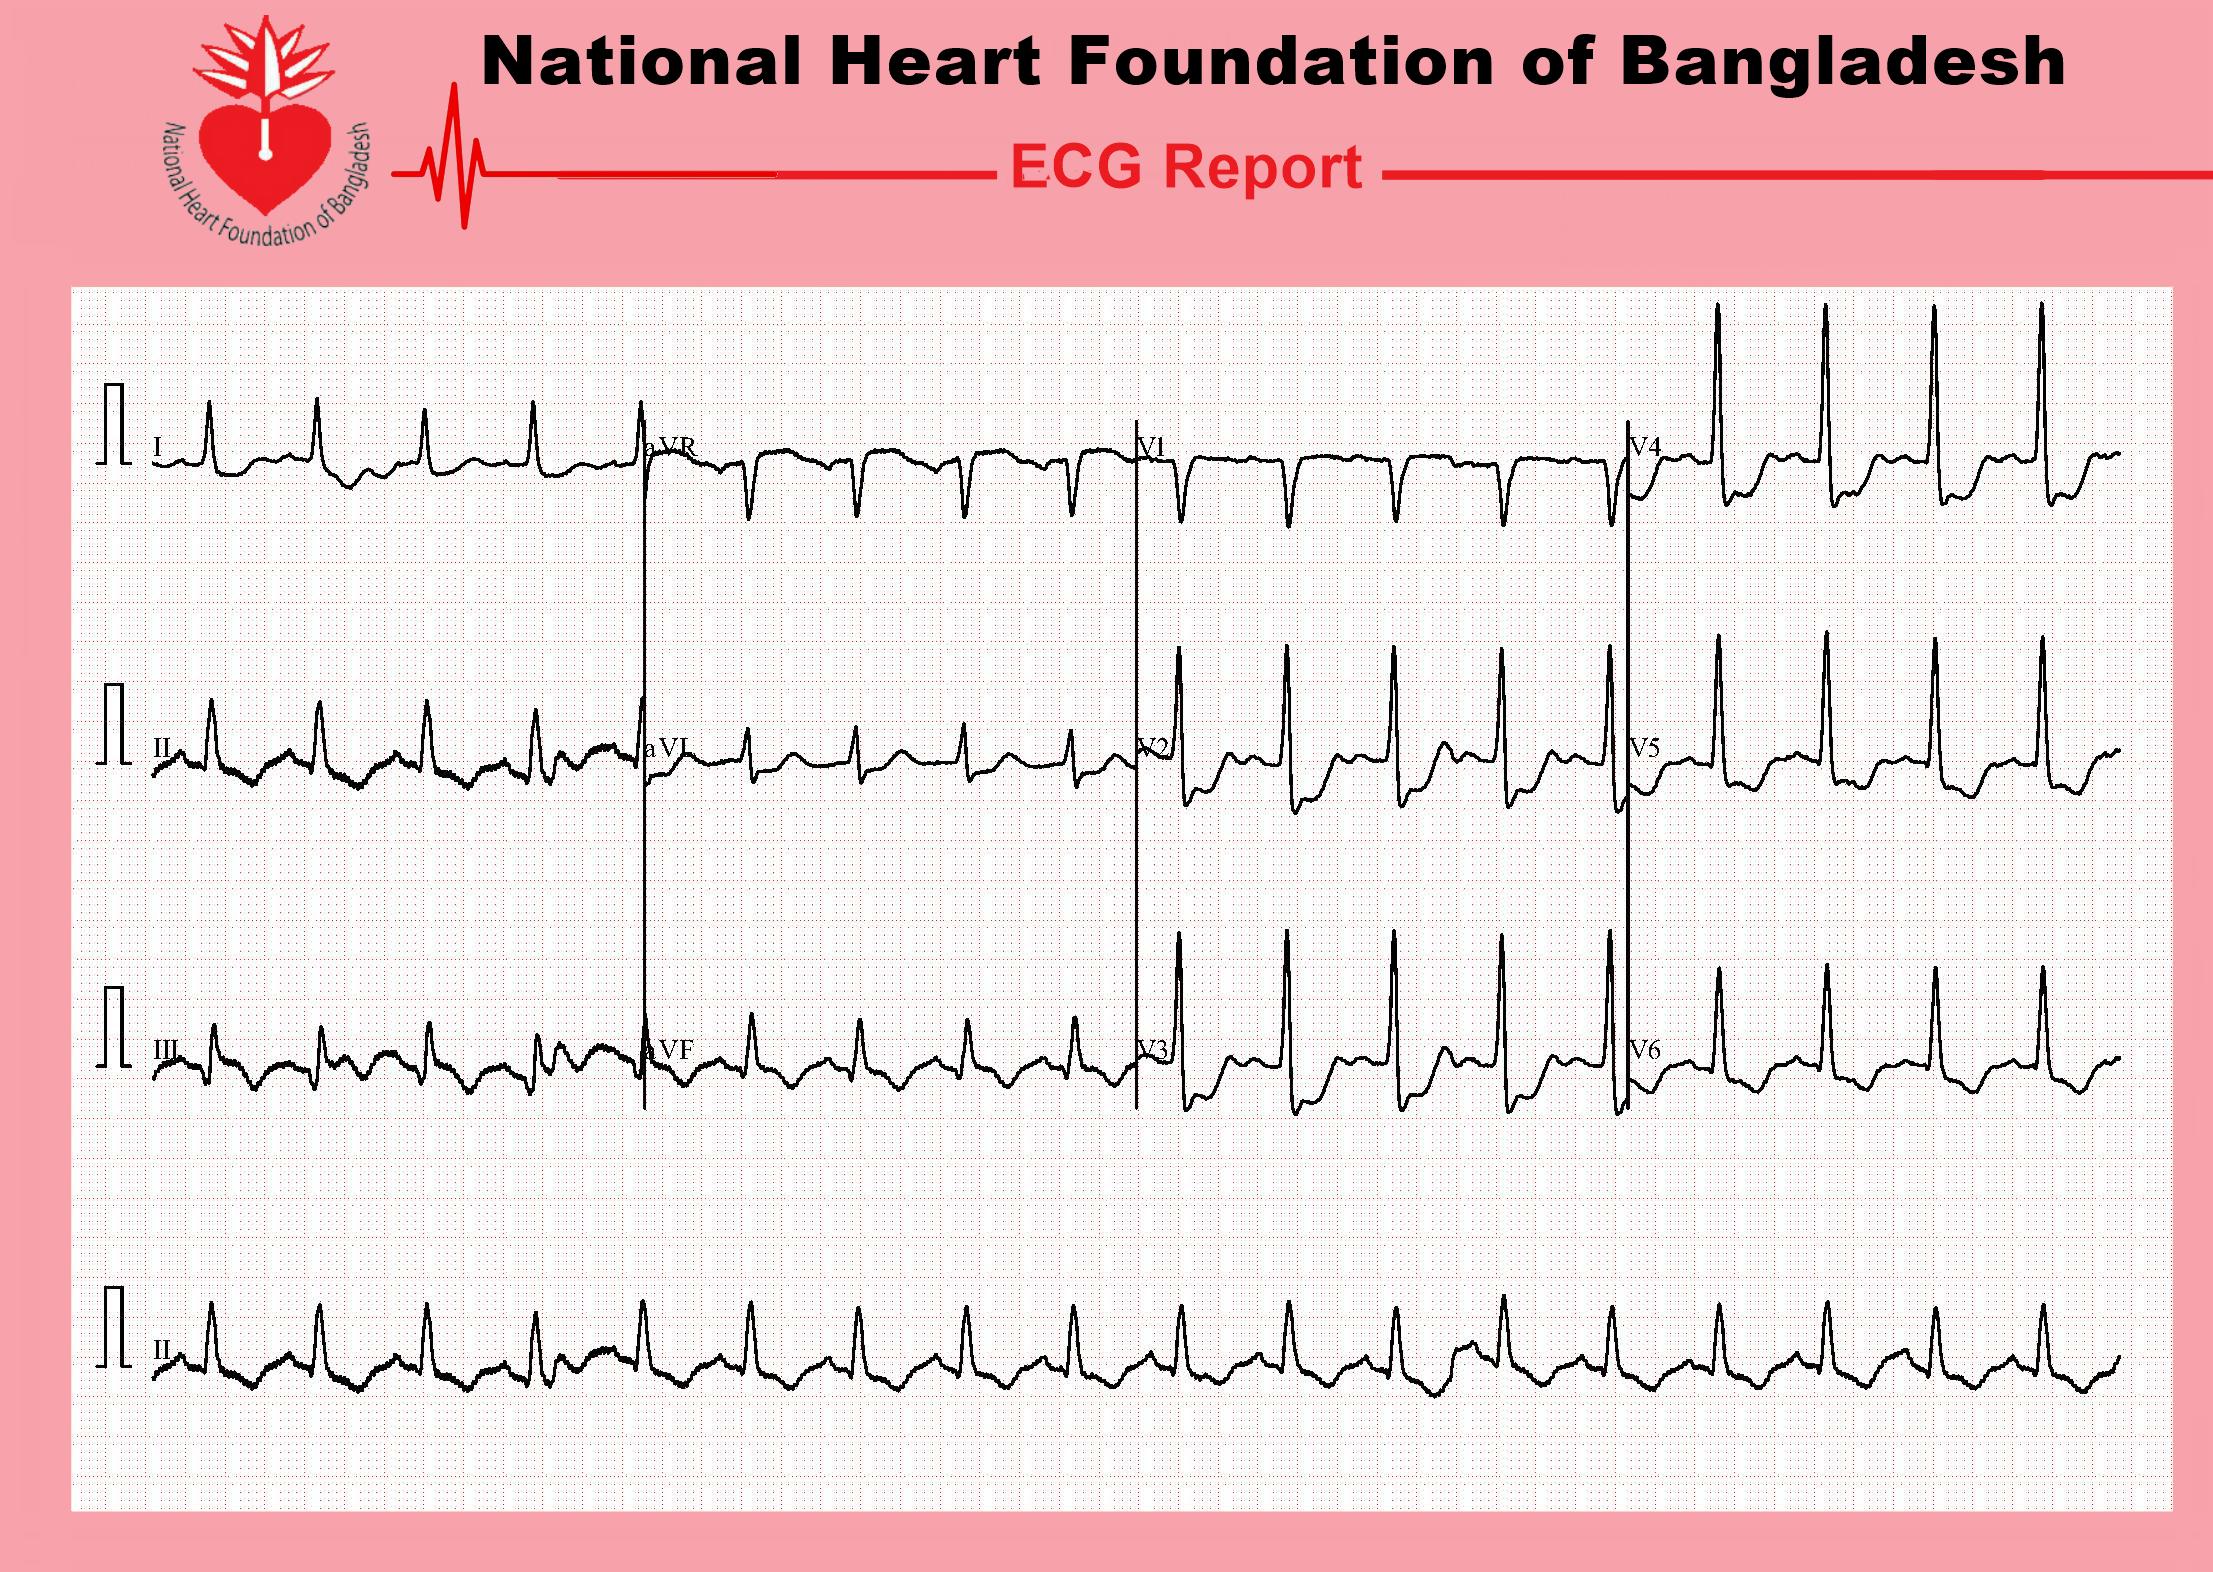 National Heart Foundation of Bangladesh
National Heart Foundation of Bangladesh
ECG Report
I
aVR
V1
V4
II
aVL
V2
V5
III
aVF
V3
V6
II